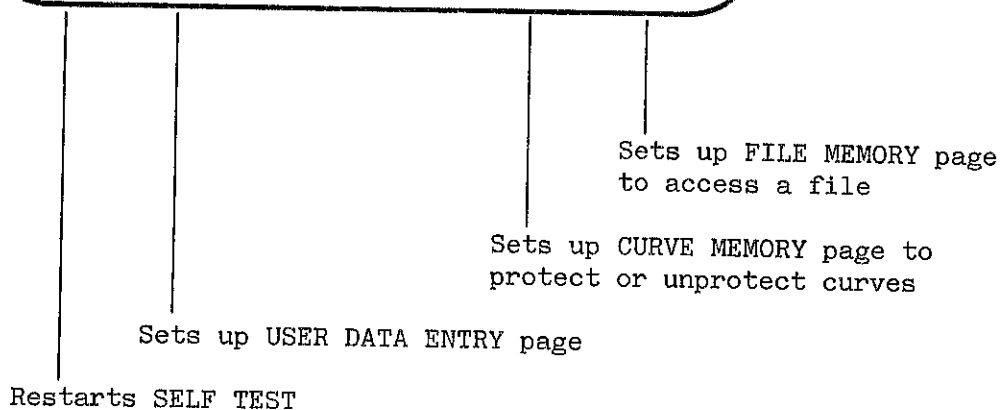 Sets up FILE MEMORY page
to access a file
Sets up CURVE MEMORY page to
protect or unprotect curves
Sets up USER DATA ENTRY page
Restarts SELF TEST